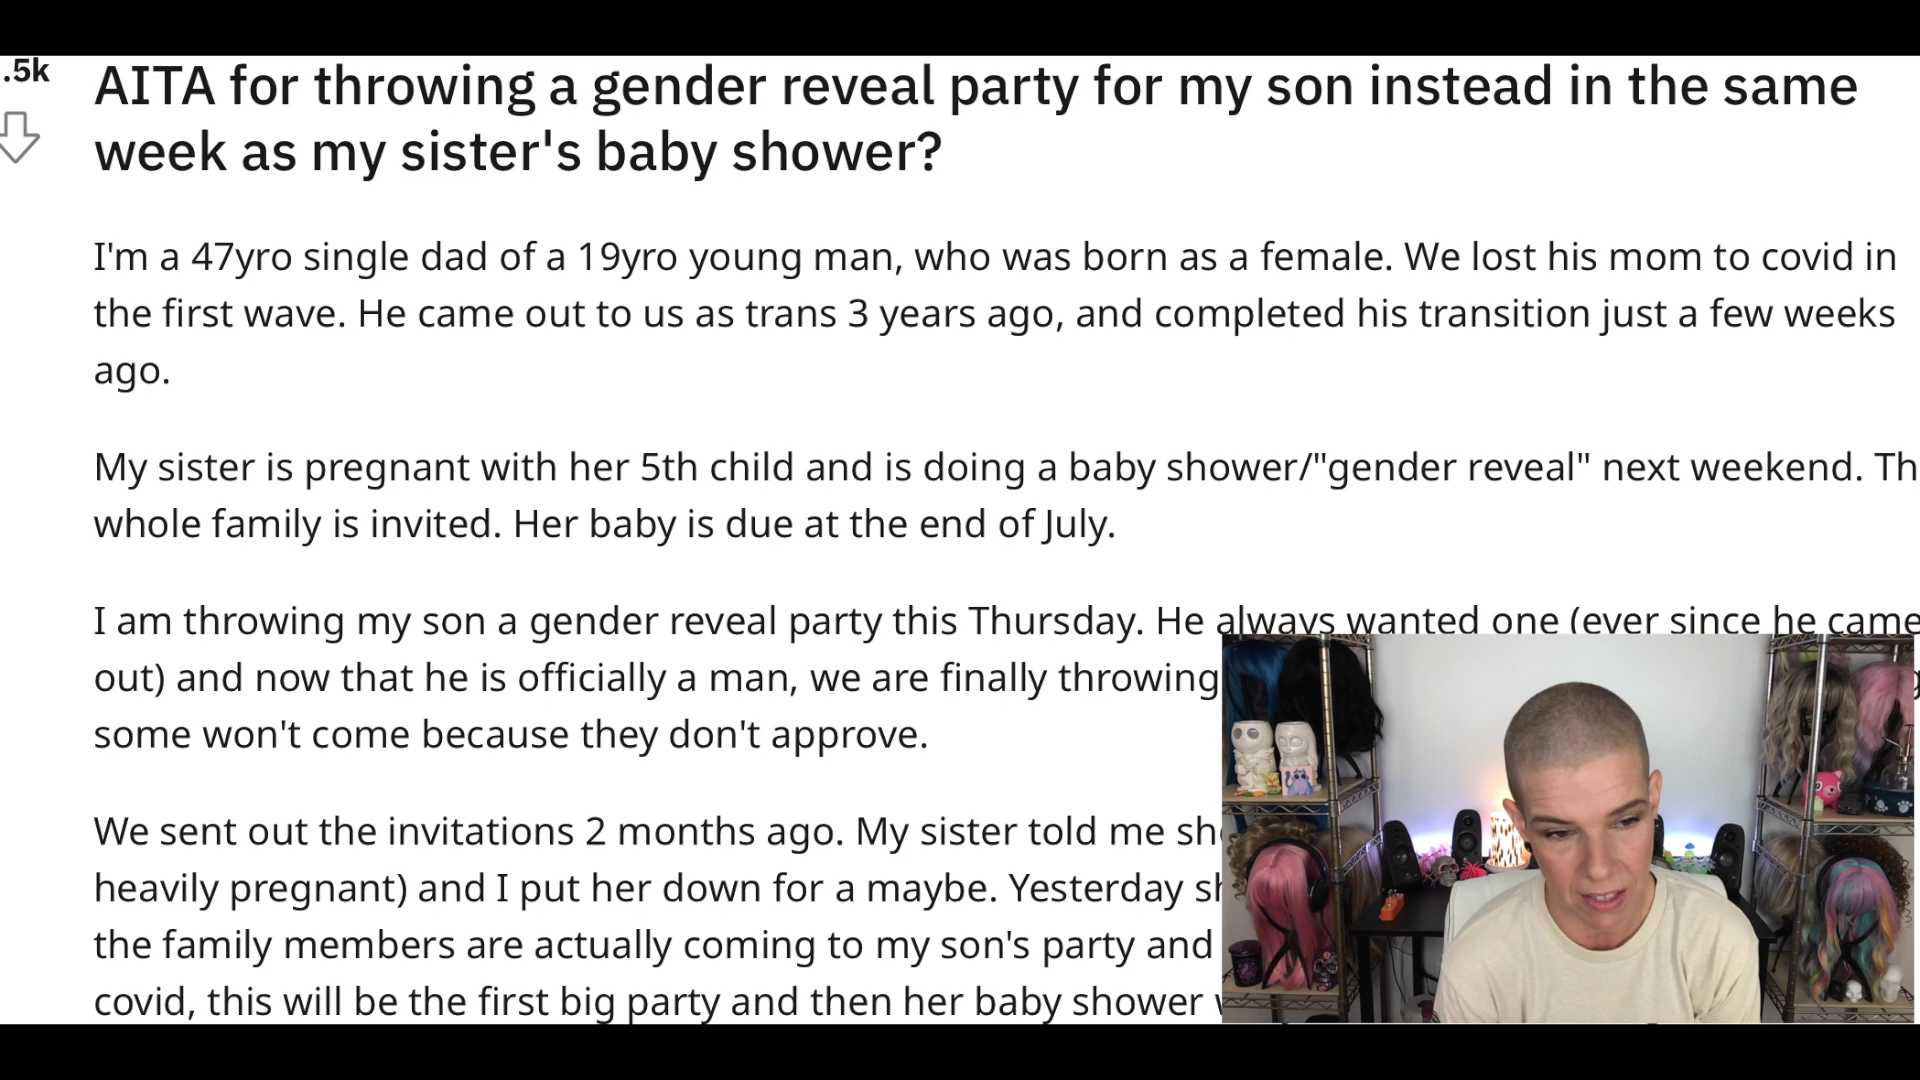 .5k
AITA for throwing a gender reveal party for my son instead in the same
week as my sister's baby shower?
I'm a 47yro single dad of a 19yro young man, who was born as a female. We lost his mom to covid in
the first wave. He came out to us as trans 3 years ago, and completed his transition just a few weeks
ago.
My sister is pregnant with her 5th child and is doing a baby shower/"gender reveal" next weekend. Th
whole family is invited. Her baby is due at the end of July.
I am throwing my son a gender reveal party this Thursday. He always wanted one (ever since he came
out) and now that he is officially a man, we are finally throwing
some won't come because they don't approve.
We sent out the invitations 2 months ago. My sister told me
heavily pregnant) and I put her down for a maybe. Yesterday
the family members are actually coming to my son's party and
covid, this will be the first big party and then her baby shower